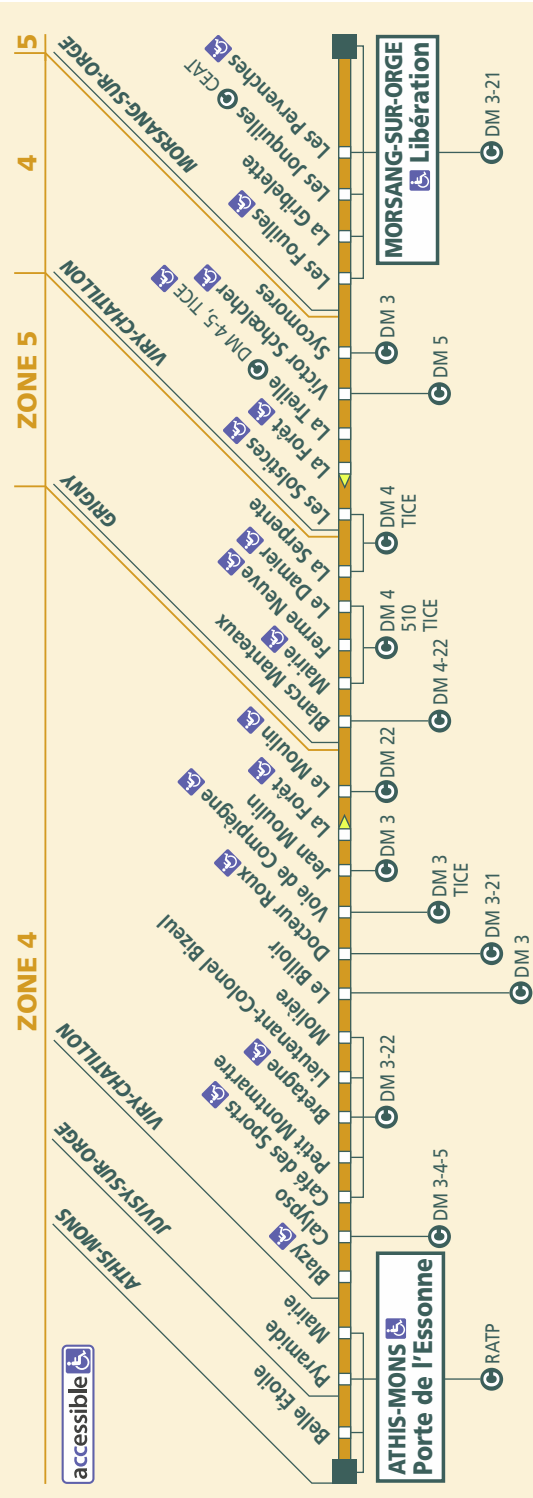 accessible
ZONE 4
ZONE 5
4
5
ATHIS-MONS
JUVISY-SUR-ORGE
VIRY-CHATILLON
GRIGNY
VIRY-CHATILLON
MORSANG-SUR-ORGE
ATHIS-MONS
Porte de l'Essonne
Belle Étoile
Pyramide
Mairie
Blazy
Calypso
Café des Sports
Petit Montmartre
Bretagne
Lieutenant-Colonel Bizeul
Molière
Le Billoir
Docteur Roux
Voie de Compiègne
Jean Moulin
La Forêt
Le Moulin
Blancs Manteaux
Mairie
Ferme Neuve
Le Damier
La Serpente
Les Solstices
La Forêt
La Treille C DM 4-5, TICE
Victor Schœlcher
Sycomores
Les Fouilles
La Gribelette
Les Jonquilles C CEAT
Les Pervenches
MORSANG-SUR-ORGE
Libération
C RATP
C DM 3-4-5
C DM 3-22
C DM 3
C DM 3-21
C DM 3
TICE
C DM 3
C DM 22
C DM 4-22
C DM 4
510
TICE
C DM 4
TICE
C DM 5
C DM 3
C DM 3-21